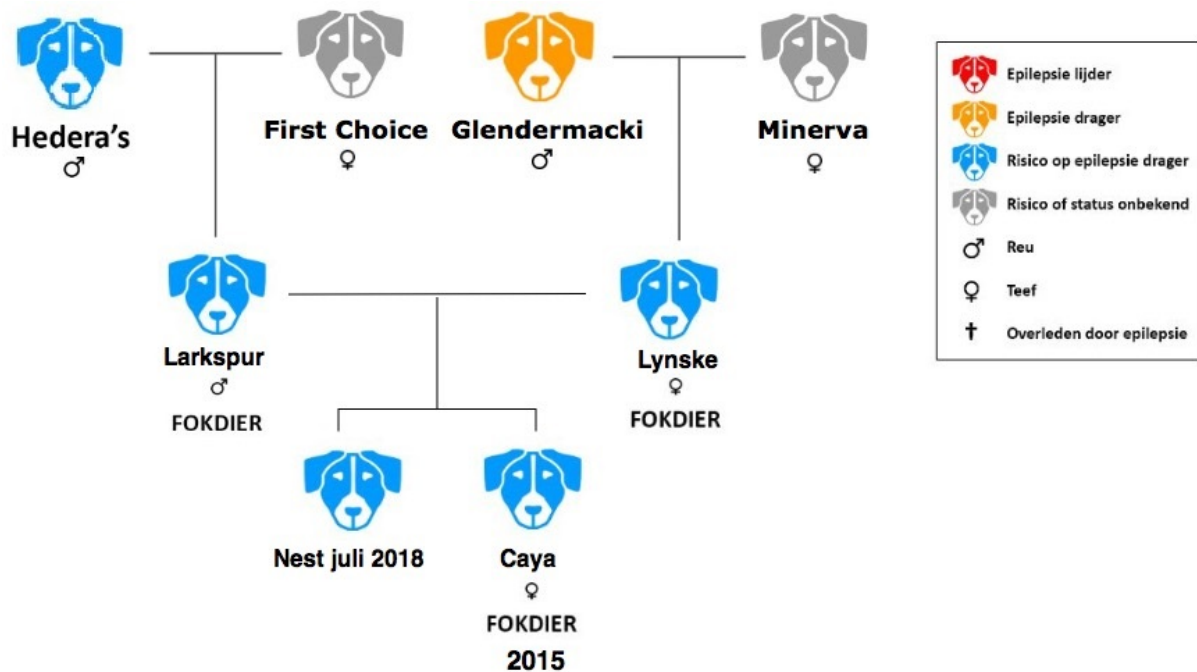 Hedera's
♂
First Choice
♀
Glendermacki
♂
Minerva
♀
Larkspur
♂
FOKDIER
Lynske
♀
FOKDIER
Nest juli 2018
Caya
♀
FOKDIER
2015
Epilepsie lijder
Epilepsie drager
Risico op epilepsie drager
Risico of status onbekend
♂ Reu
♀ Teef
† Overleden door epilepsie